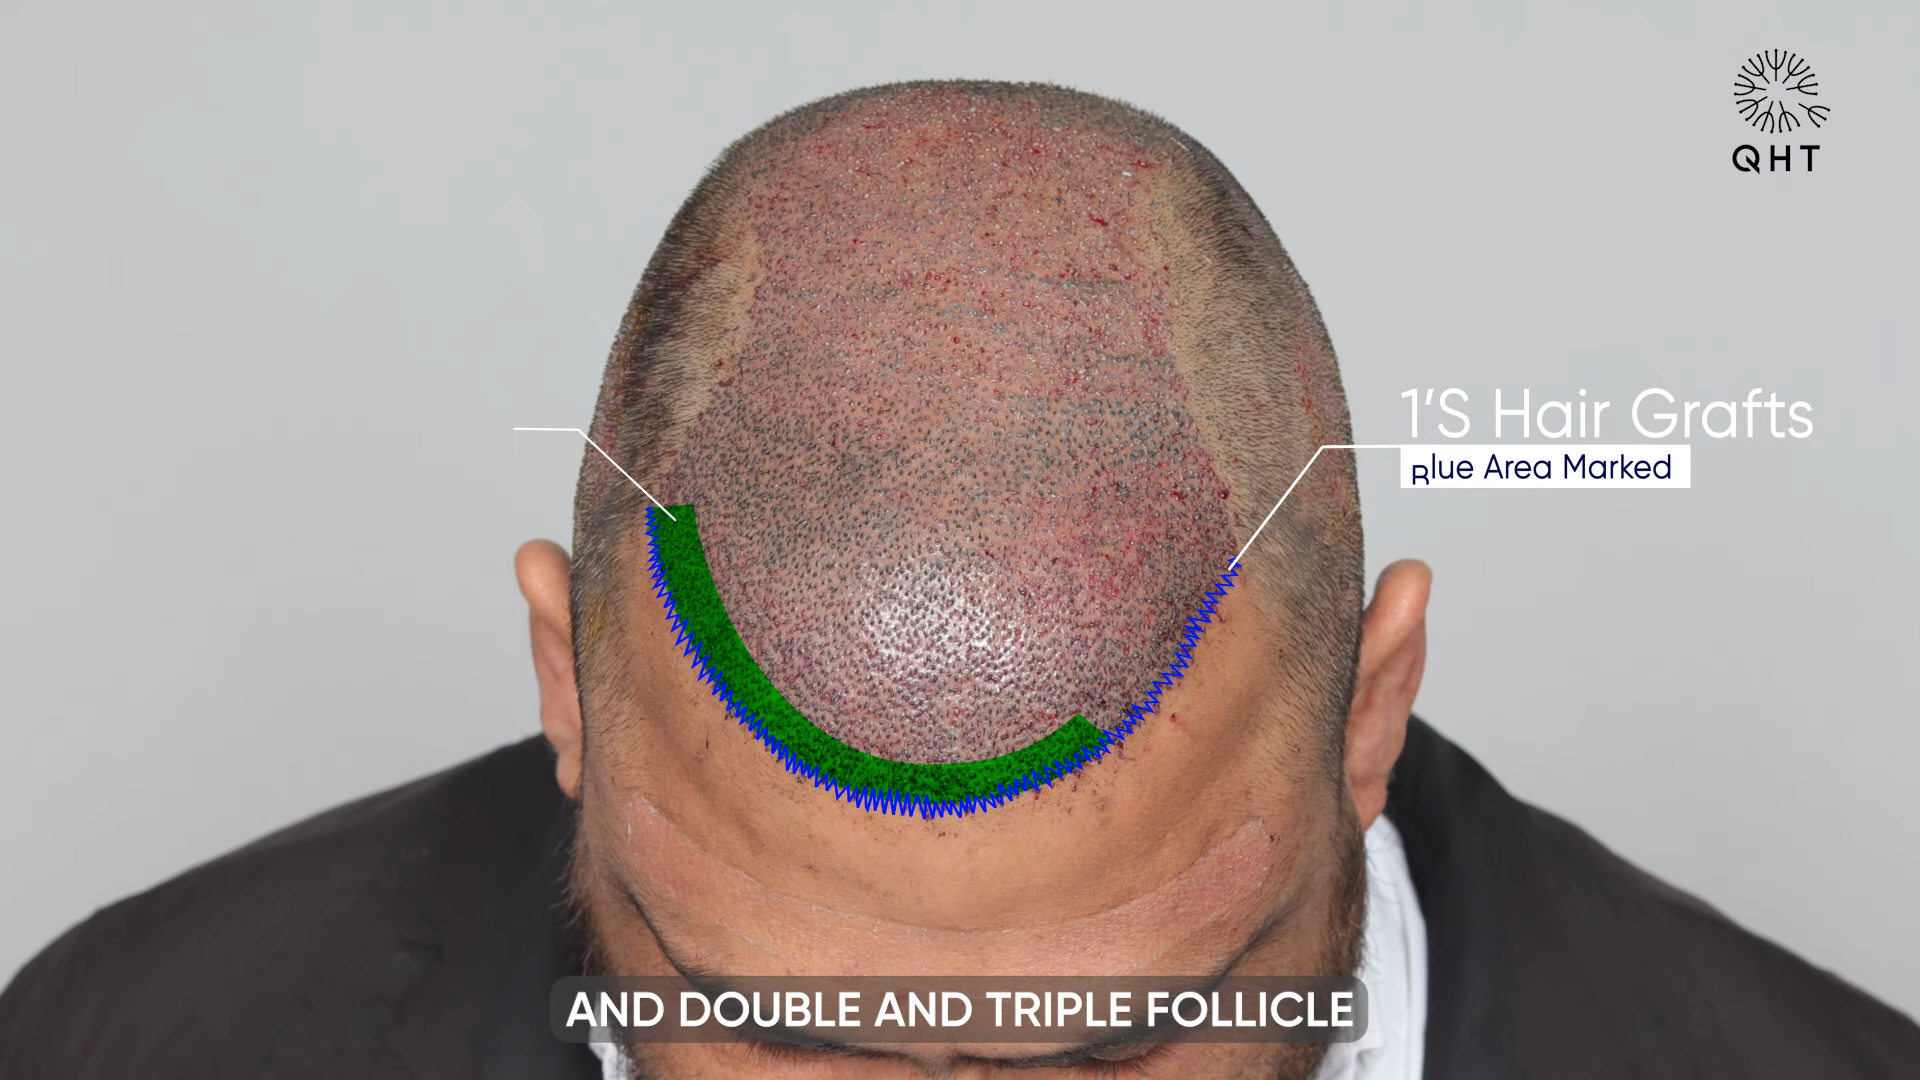 QHT
1'S Hair Grafts
Blue Area Marked
AND DOUBLE AND TRIPLE FOLLICLE